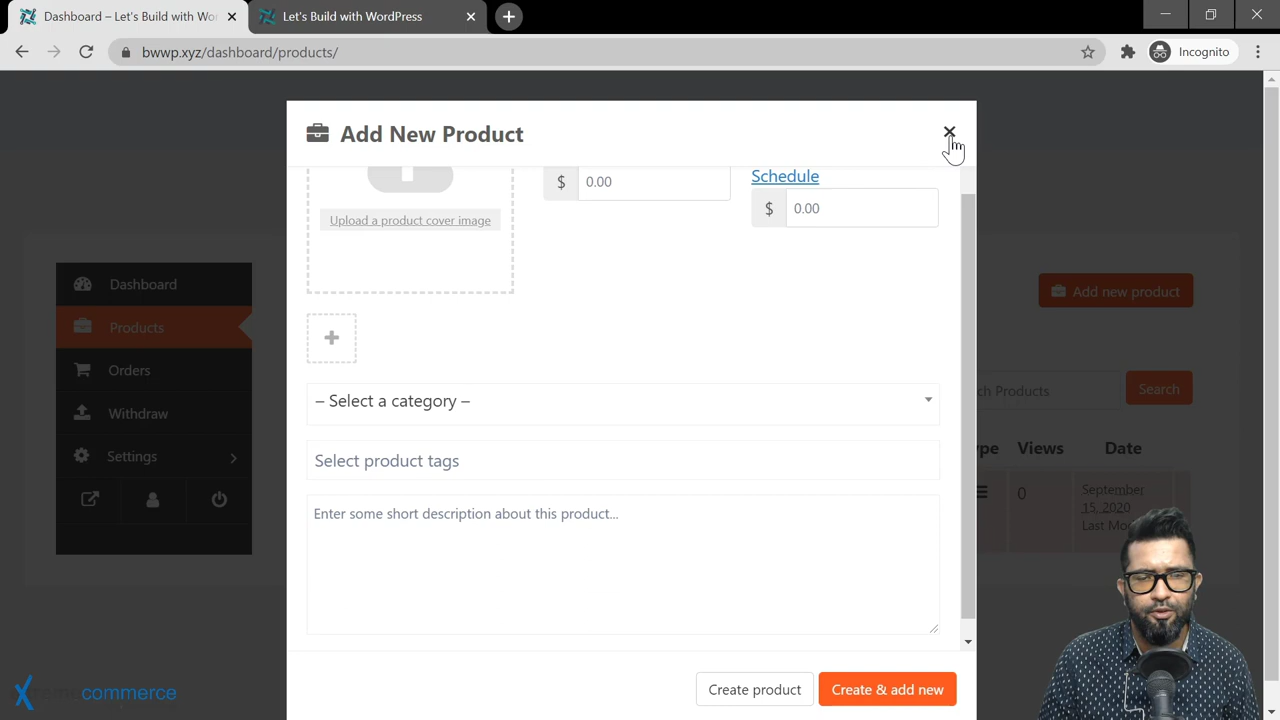 Dashboard – Let's Build with Wor
Let's Build with WordPress
bwwp.xyz/dashboard/products/
Incognito
Add New Product
Upload a product cover image
$ 0.00
Schedule
$ 0.00
Dashboard
Products
Orders
Withdraw
Settings
Add new product
ch Products
Search
ype Views Date
0
September
15, 2020
Last Mo
– Select a category –
Select product tags
Enter some short description about this product...
Create product
Create & add new
commerce